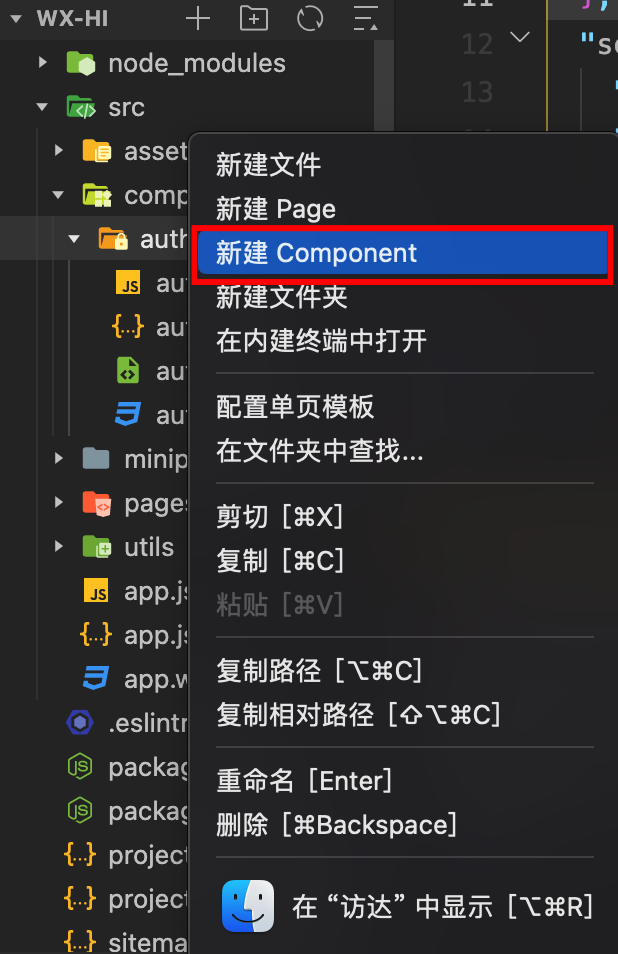 WX-HI
node_modules
src
asset
comp
auth
au
au
au
au
minip
pages
utils
app.js
app.js
app.w
.eslintr
packag
packag
project
project
sitema
11
12
13
"s
新建文件
新建 Page
新建 Component
新建文件夹
在内建终端中打开
配置单页模板
在文件夹中查找...
剪切 [⌘X]
复制 [⌘C]
粘贴 [⌘V]
复制路径 [⌥⌘C]
复制相对路径 [⇧⌥⌘C]
重命名 [Enter]
删除 [⌘Backspace]
在 “访达” 中显示 [⌥⌘R]